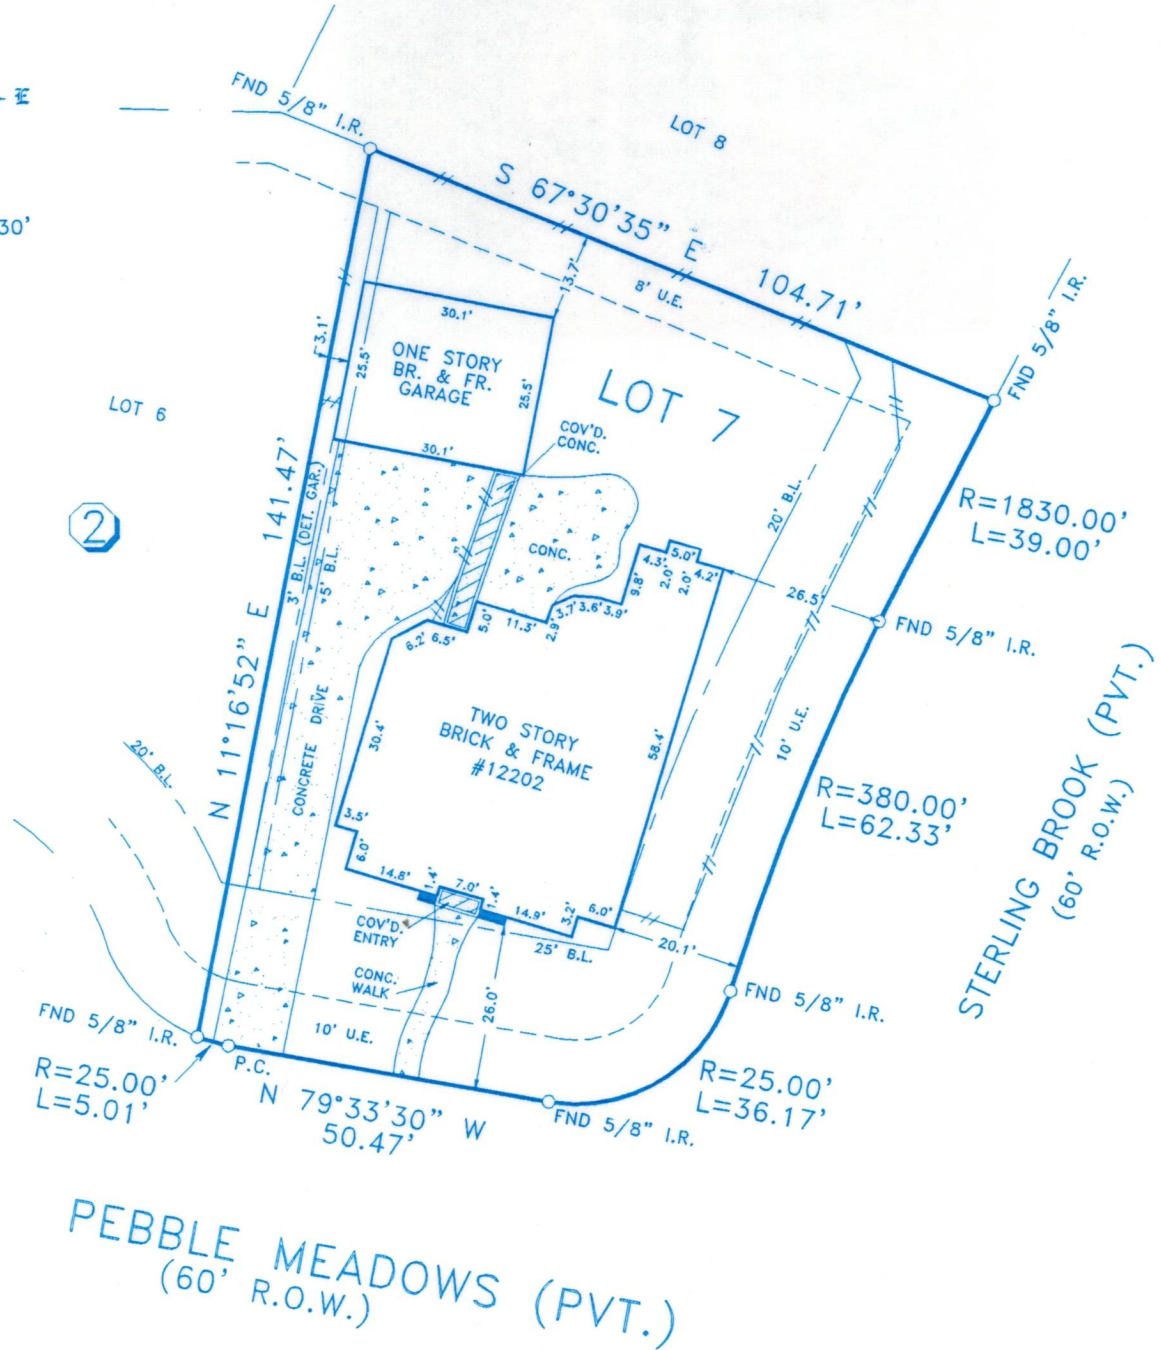 FND 5/8" I.R.
LOT 8
S 67°30'35" E 104.71'
30'
8' U.E.
13.7'
FND 5/8" I.R.
30.1'
3.1'
ONE STORY
BR. & FR.
GARAGE
25.5'
25.5'
LOT 7
LOT 6
COV'D.
CONC.
30.1'
2
N 11°16'52" E 141.47'
3' B.L. (DET. GAR.)
5' B.L.
20' B.L.
R=1830.00'
L=39.00'
CONC.
4.3'
5.0'
2.0'
2.0'
4.2'
9.8'
26.5'
3.7'
3.6'
3.9'
2.9'
11.3'
5.0'
6.5'
6.2'
FND 5/8" I.R.
CONCRETE DRIVE
30.4'
TWO STORY
BRICK & FRAME
#12202
58.4'
10' U.E.
20' B.L.
R=380.00'
L=62.33'
STERLING BROOK (PVT.)
(60' R.O.W.)
3.5'
6.0'
14.8'
1.4'
7.0'
1.4'
14.9'
3.2'
6.0'
COV'D.
ENTRY
25' B.L.
20.1'
CONC.
WALK
26.0'
FND 5/8" I.R.
FND 5/8" I.R.
10' U.E.
P.C.
R=25.00'
L=5.01'
N 79°33'30" W
50.47'
FND 5/8" I.R.
R=25.00'
L=36.17'
PEBBLE MEADOWS (PVT.)
(60' R.O.W.)